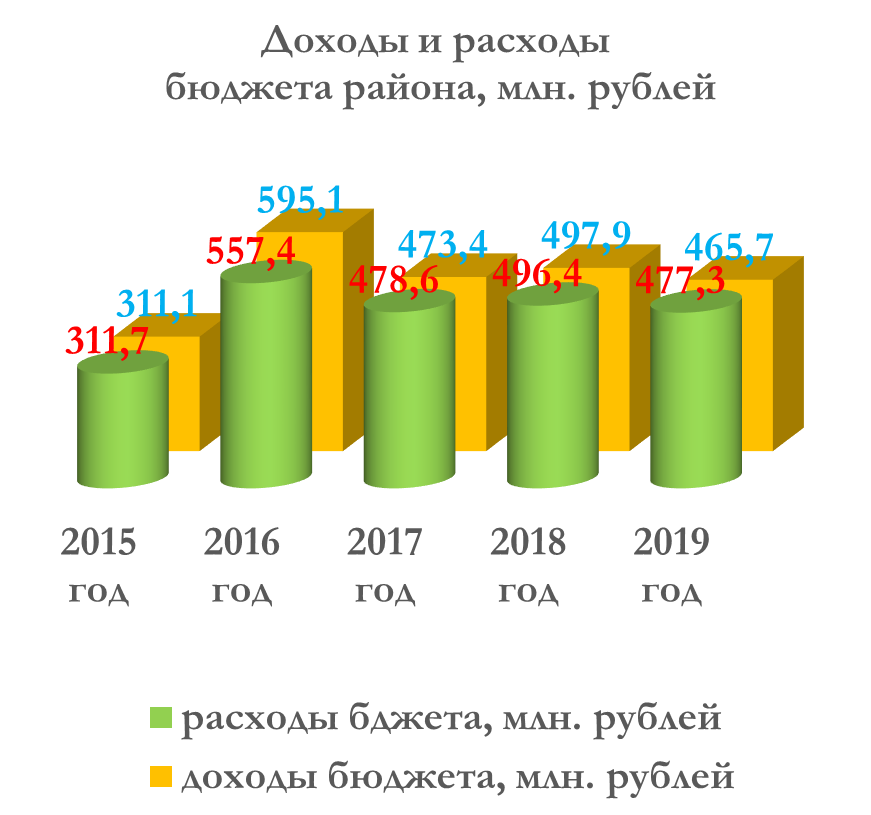 Доходы и расходы
бюджета района, млн. рублей
595,1
557,4
473,4
497,9
465,7
478,6
496,4
477,3
311,1
311,7
2015 год
2016 год
2017 год
2018 год
2019 год
расходы бджета, млн. рублей
доходы бюджета, млн. рублей